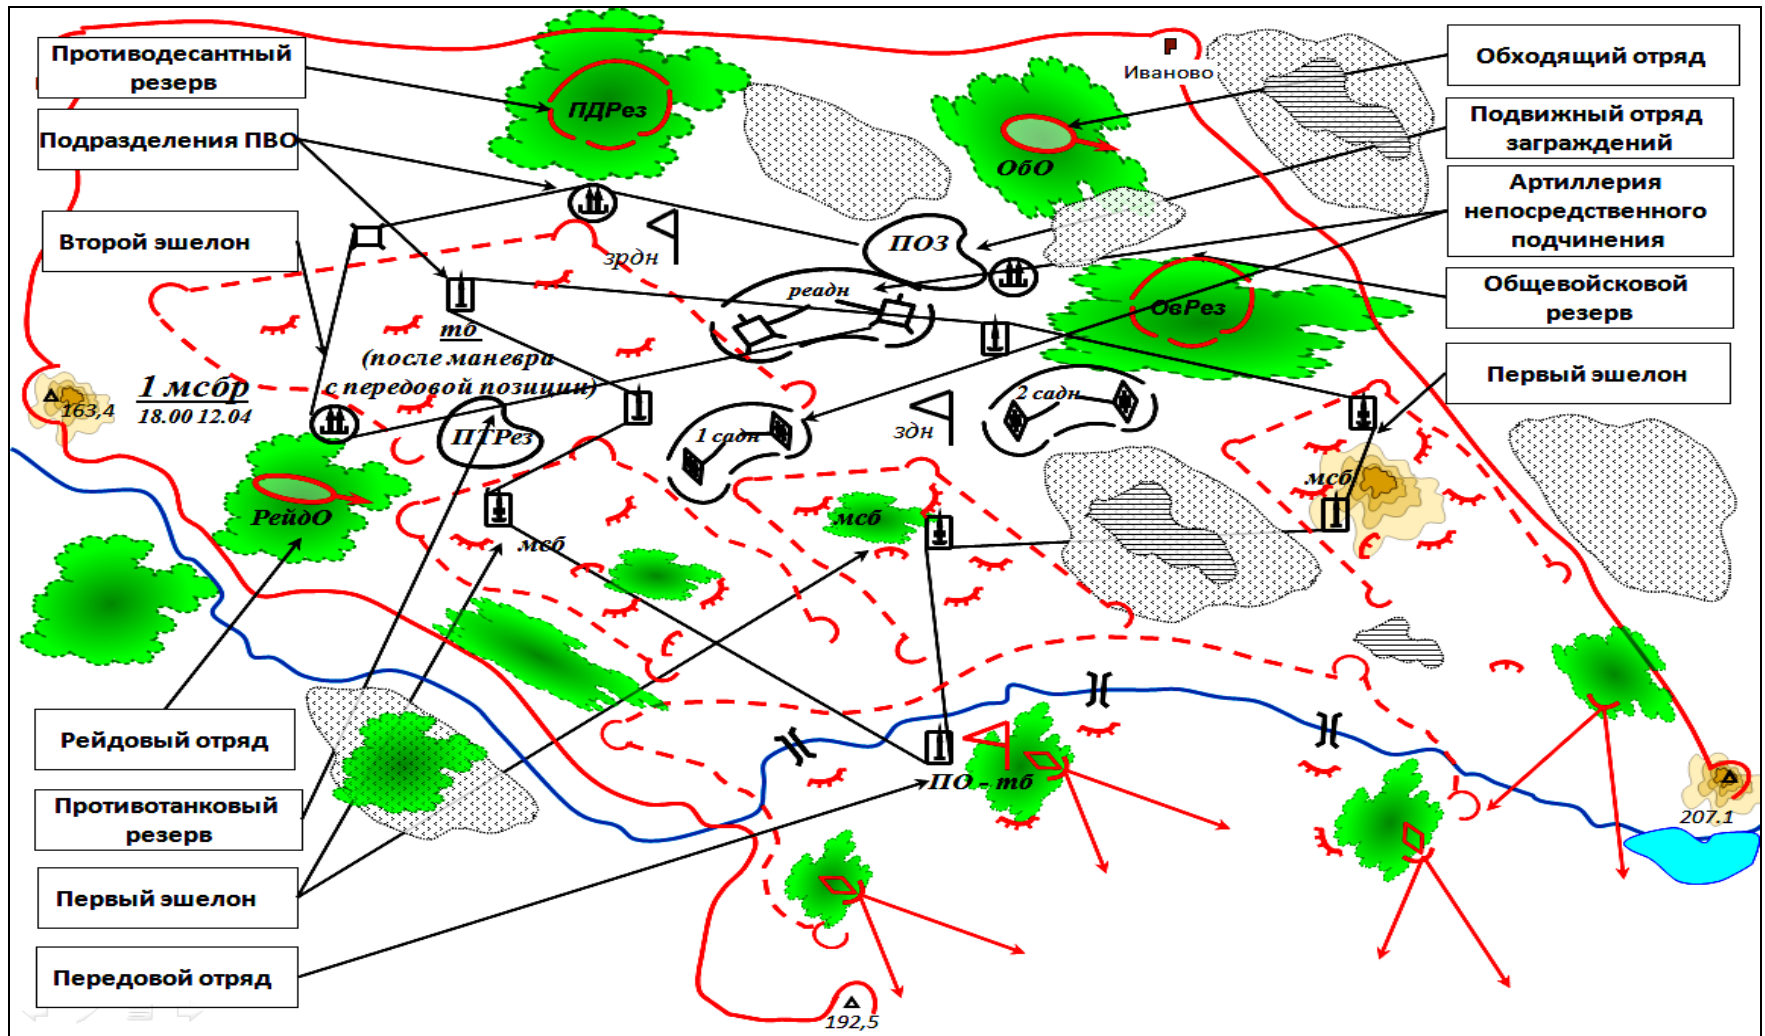 Противодесантный
резерв
Подразделения ПВО
Второй эшелон
Рейдовый отряд
Противотанковый
резерв
Первый эшелон
Передовой отряд
Обходящий отряд
Подвижный отряд
заграждений
Артиллерия
непосредственного
подчинения
Общевойсковой
резерв
Первый эшелон
Иваново
ПДРез
ОбО
зрдн
ПОЗ
реадн
ОвРез
тб
(после маневра
с передовой позиции)
163,4
1 мсбр
18.00 12.04
ПТРез
1 садн
здн
2 садн
мсб
РейдО
мсб
мсб
ПО - тб
207.1
192,5